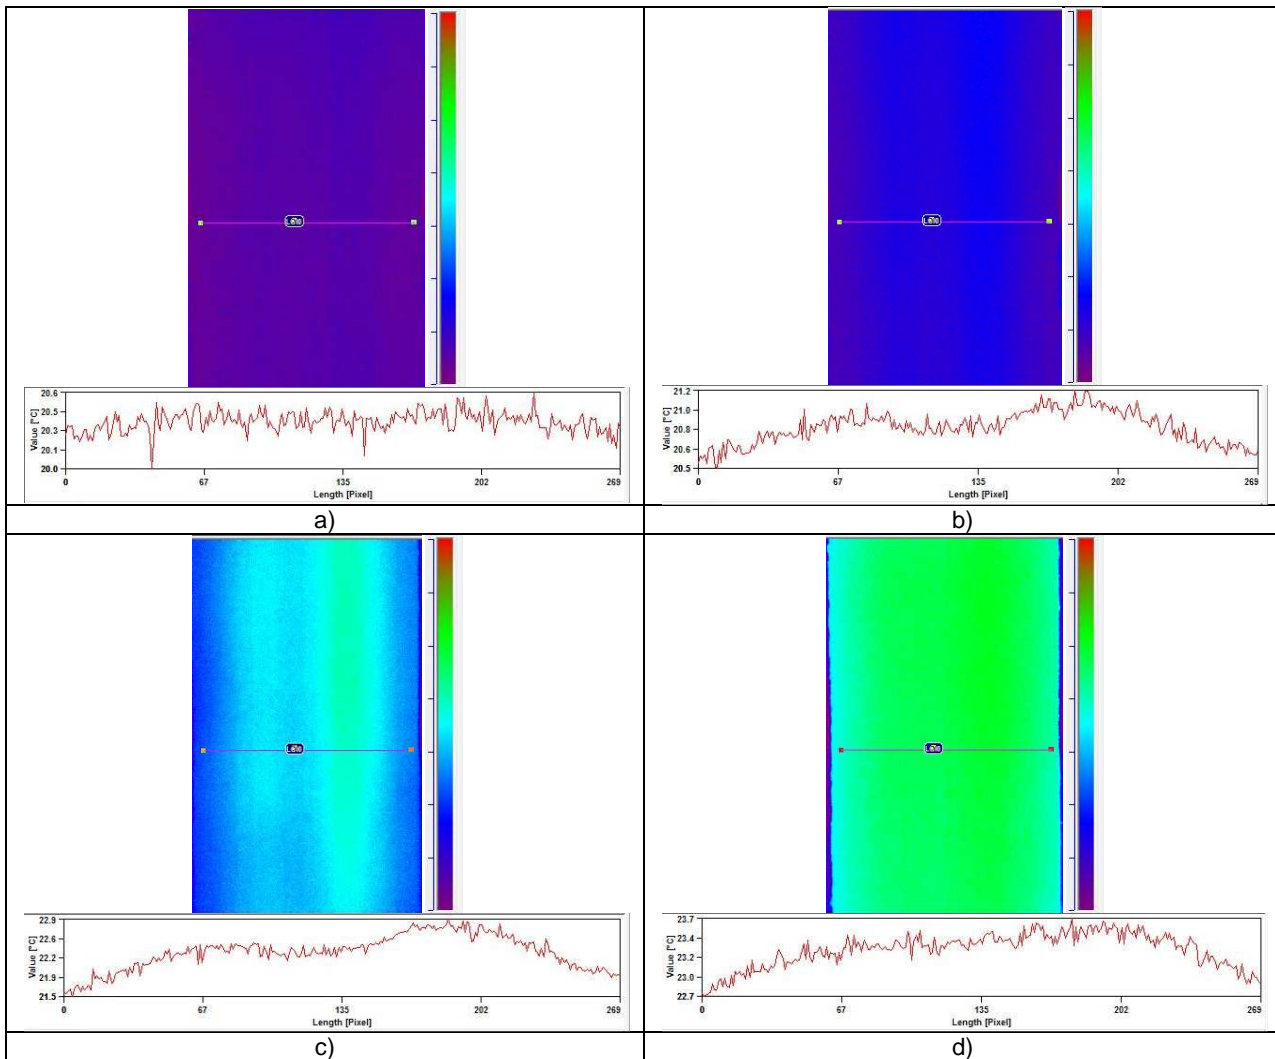 20.6
20.5
20.3
20.1
20.0
Value [°C]
0 67 135 202 269
Length [Pixel]
a)
21.2
21.0
20.8
20.6
20.5
Value [°C]
0 67 135 202 269
Length [Pixel]
b)
22.9
22.6
22.2
21.9
21.5
Value [°C]
0 67 135 202 269
Length [Pixel]
c)
23.7
23.4
23.2
23.0
22.7
Value [°C]
0 67 135 202 269
Length [Pixel]
d)